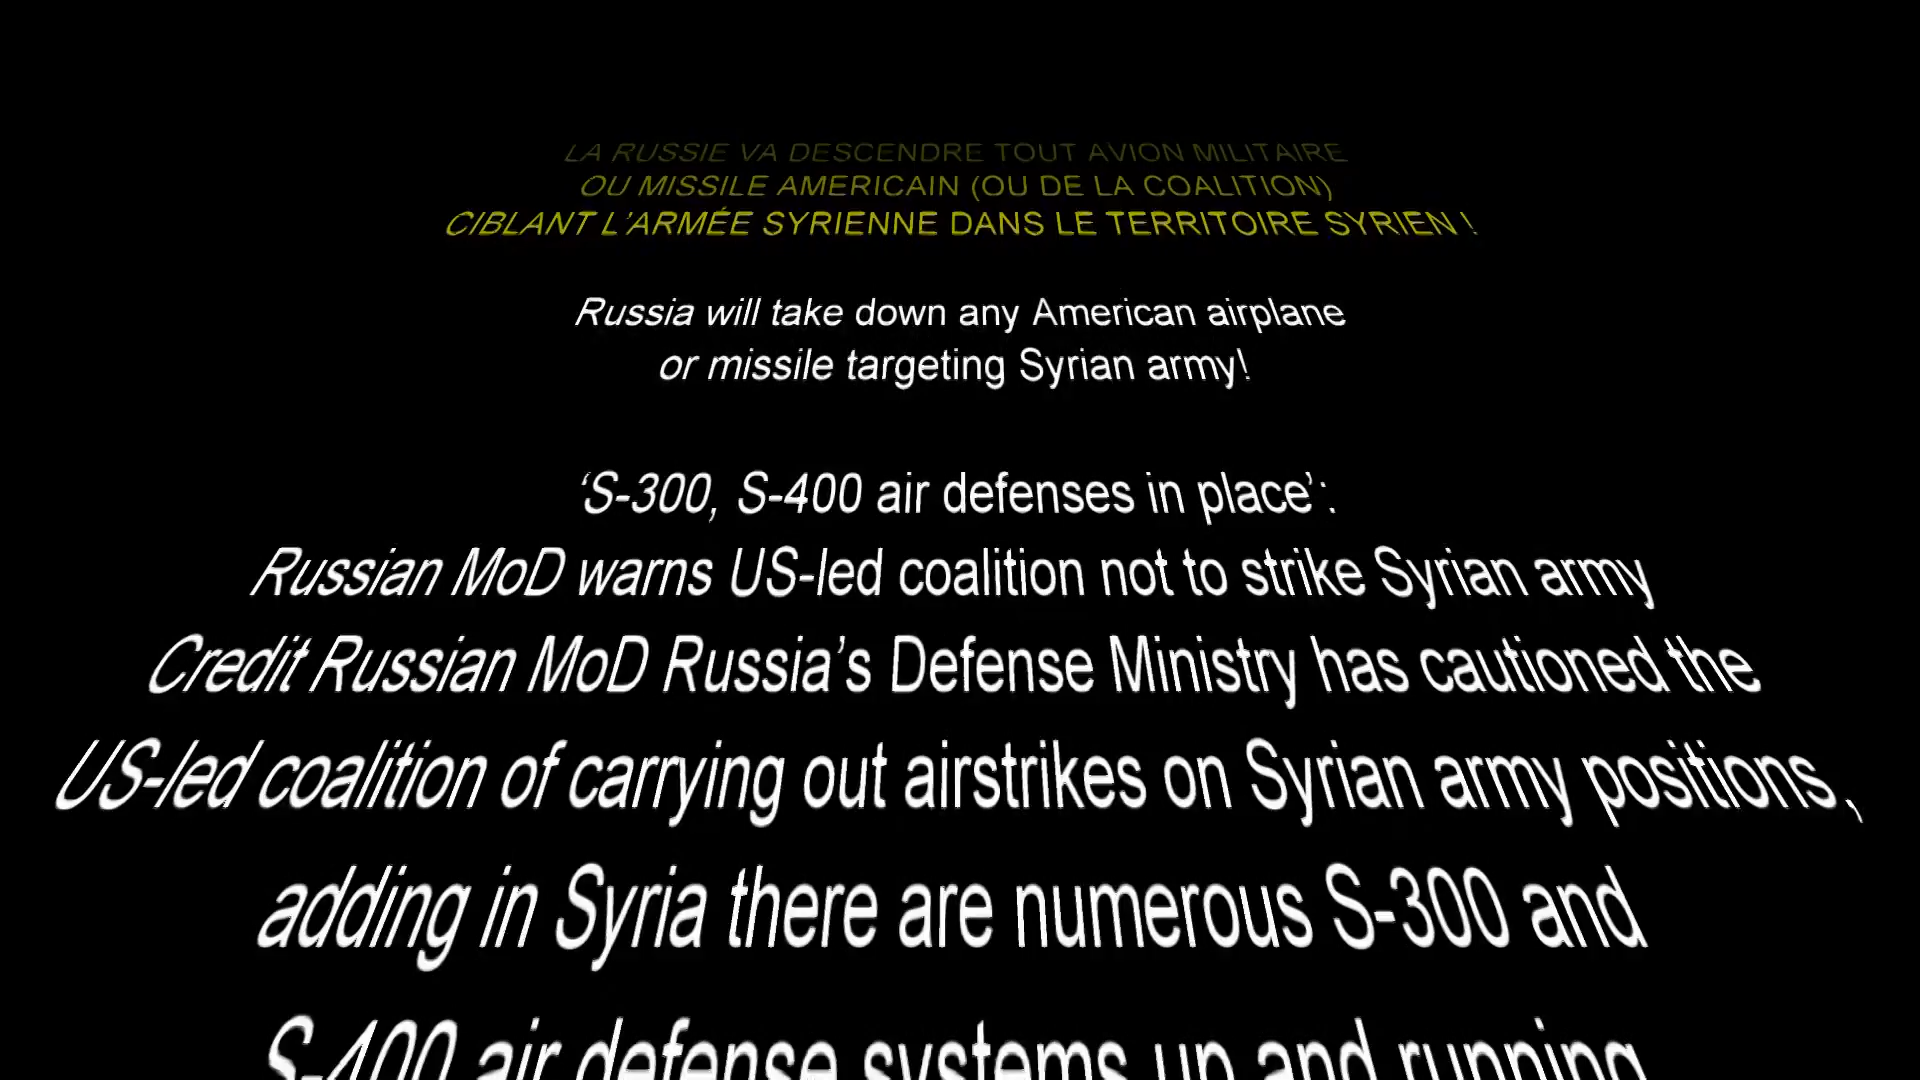 LA RUSSIE VA DESCENDRE TOUT AVION MILITAIRE
OU MISSILE AMERICAIN (OU DE LA COALITION)
CIBLANT L’ARMÉE SYRIENNE DANS LE TERRITOIRE SYRIEN !
Russia will take down any American airplane
or missile targeting Syrian army!
‘S-300, S-400 air defenses in place’:
Russian MoD warns US-led coalition not to strike Syrian army
Credit Russian MoD Russia’s Defense Ministry has cautioned the
US-led coalition of carrying out airstrikes on Syrian army positions,
adding in Syria there are numerous S-300 and
S-400 air defense systems up and running